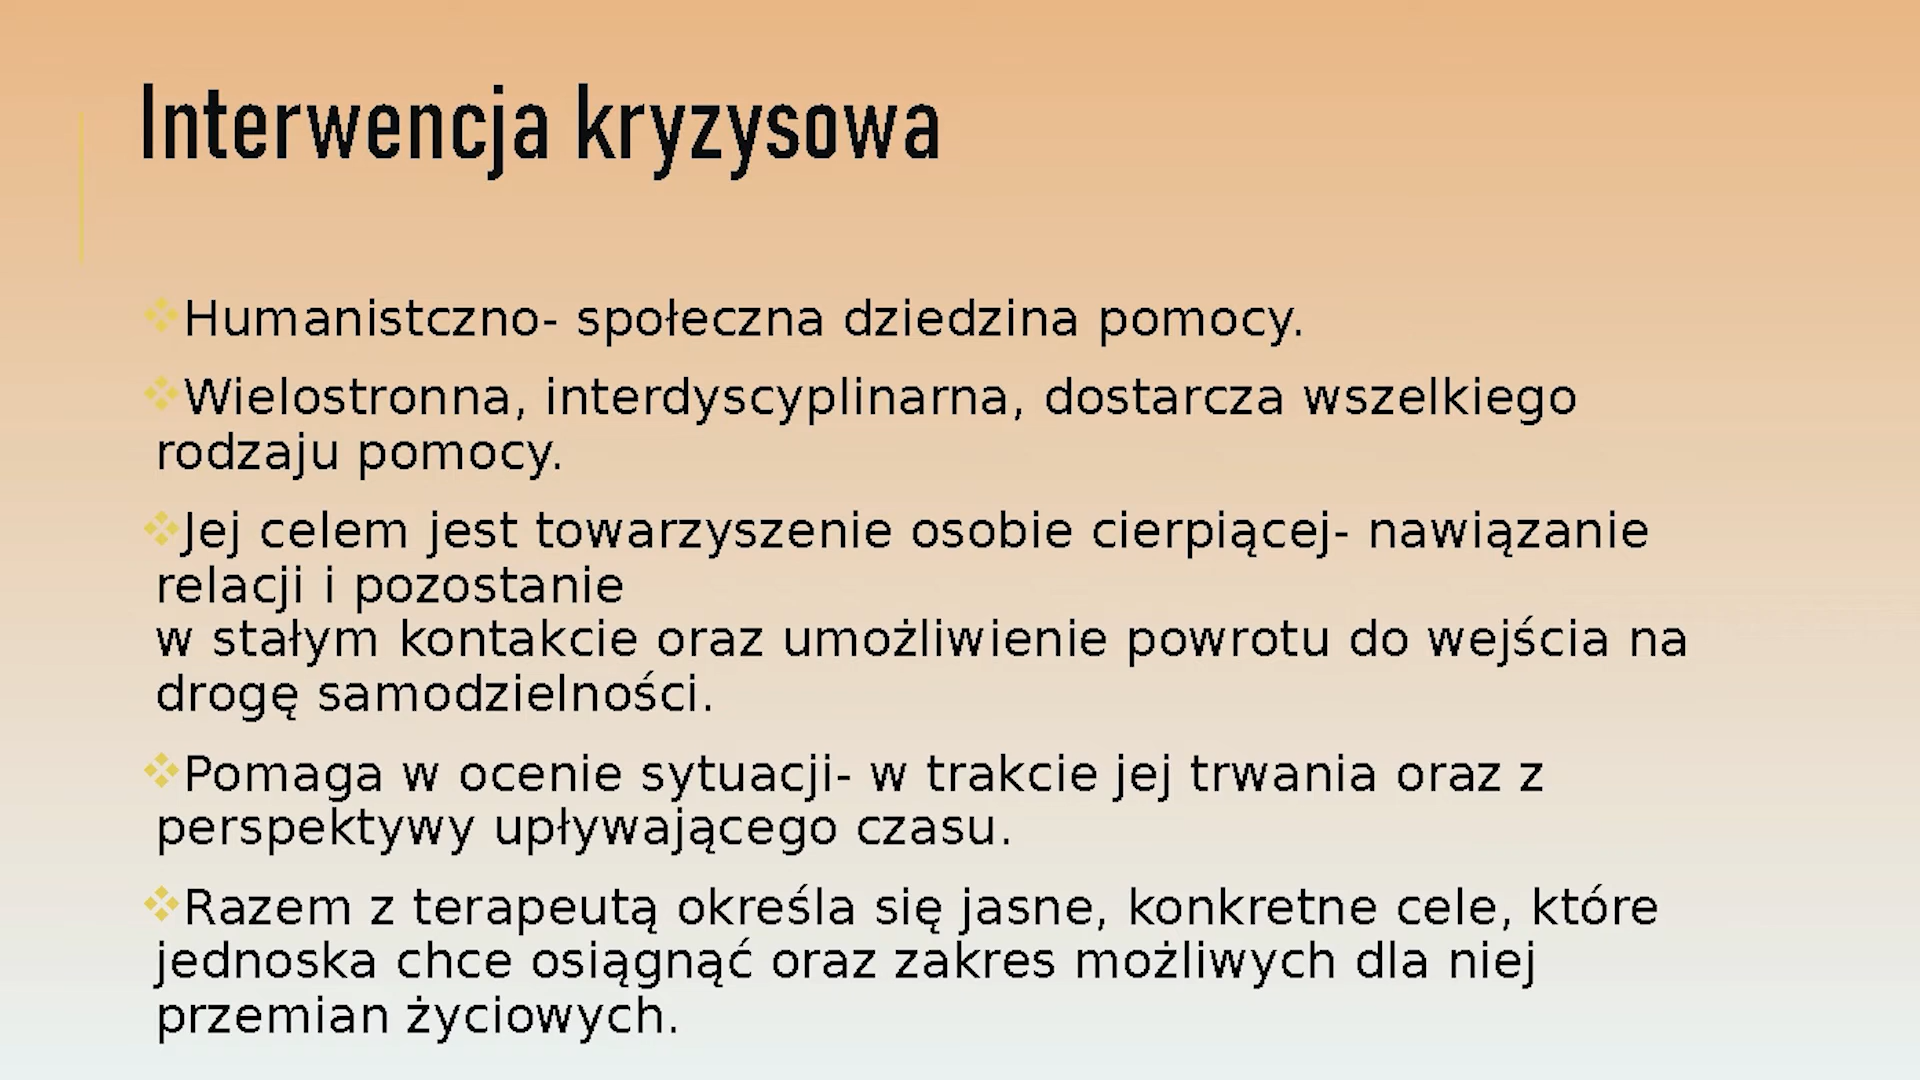 Interwencja kryzysowa
Humanistczno- społeczna dziedzina pomocy.
Wielostronna, interdyscyplinarna, dostarcza wszelkiego
rodzaju pomocy.
Jej celem jest towarzyszenie osobie cierpiącej- nawiązanie
relacji i pozostanie
w stałym kontakcie oraz umożliwienie powrotu do wejścia na
drogę samodzielności.
Pomaga w ocenie sytuacji- w trakcie jej trwania oraz z
perspektywy upływającego czasu.
Razem z terapeutą określa się jasne, konkretne cele, które
jednoska chce osiągnąć oraz zakres możliwych dla niej
przemian życiowych.